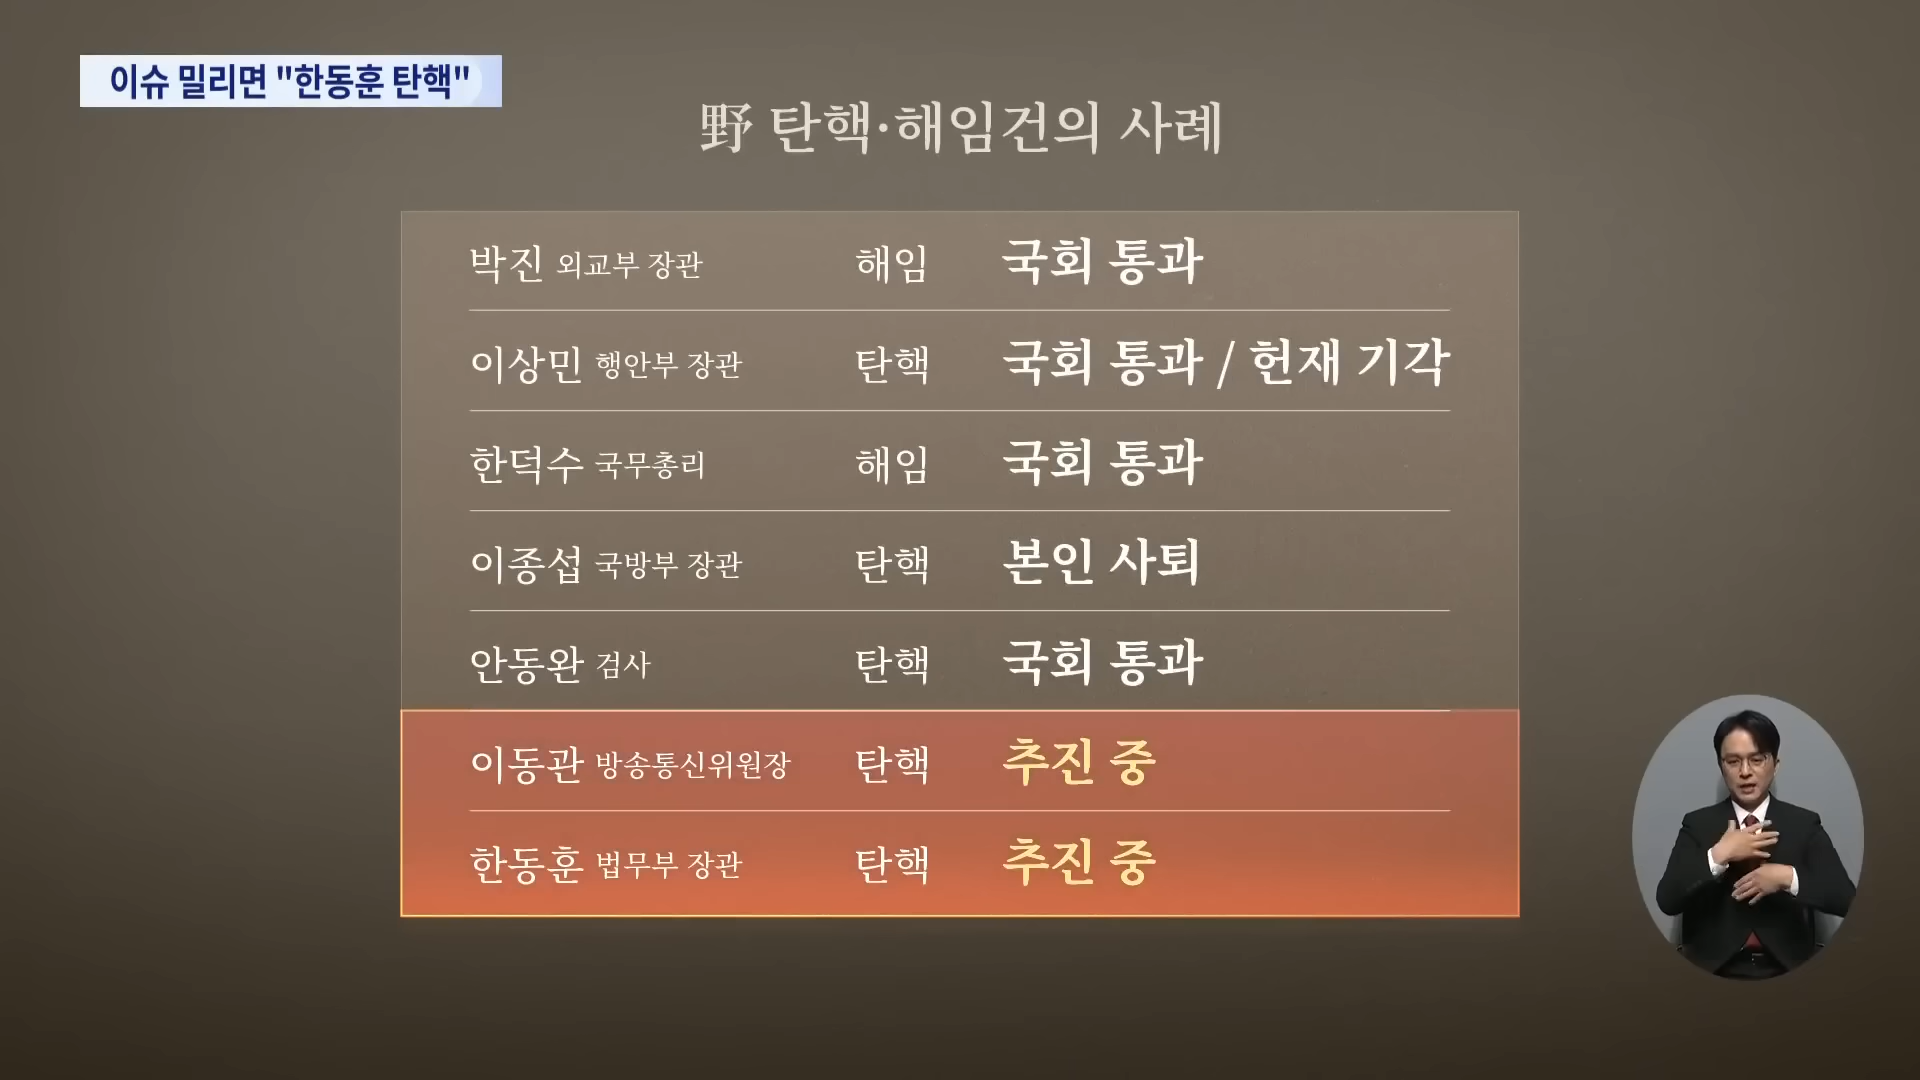 이슈 밀리면 "한동훈 탄핵"
野 탄핵·해임건의 사례
박진 외교부 장관 해임 국회 통과
이상민 행안부 장관 탄핵 국회 통과 / 헌재 기각
한덕수 국무총리 해임 국회 통과
이종섭 국방부 장관 탄핵 본인 사퇴
안동완 검사 탄핵 국회 통과
이동관 방송통신위원장 탄핵 추진 중
한동훈 법무부 장관 탄핵 추진 중